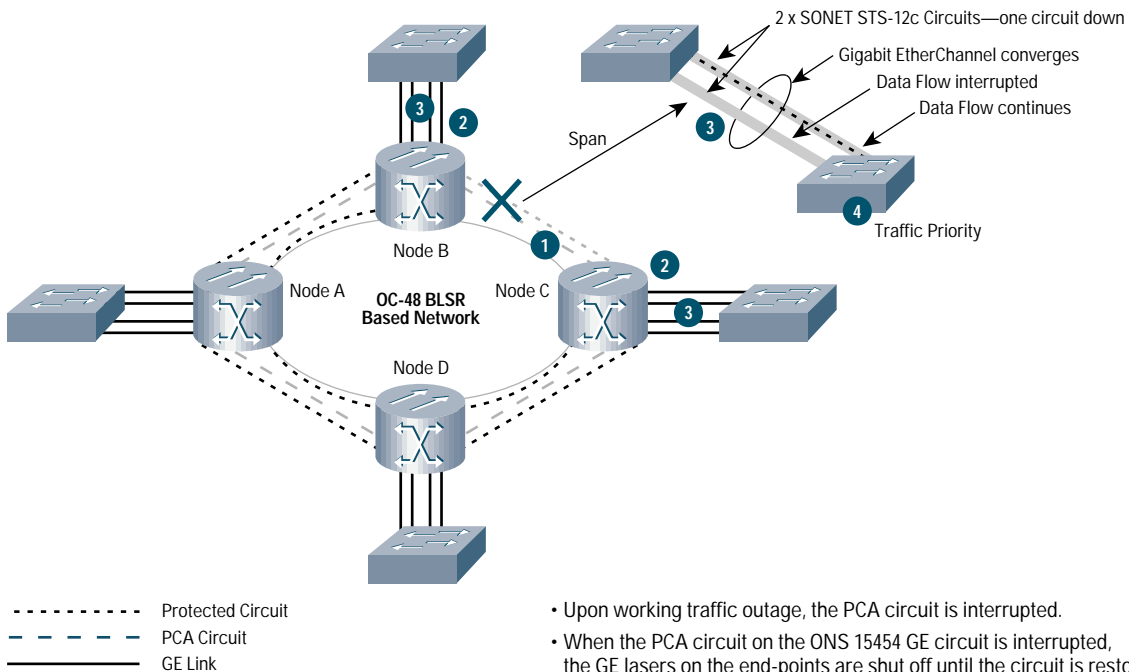 2 x SONET STS-12c Circuits—one circuit down
Gigabit EtherChannel converges
Data Flow interrupted
Data Flow continues
3
2
3
Span
4
Traffic Priority
Node B
1
2
Node A
OC-48 BLSR
Based Network
Node C
3
Node D
Protected Circuit
PCA Circuit
GE Link
• Upon working traffic outage, the PCA circuit is interrupted.
• When the PCA circuit on the ONS 15454 GE circuit is interrupted,
the GE lasers on the end-points are shut off until the circuit is resto